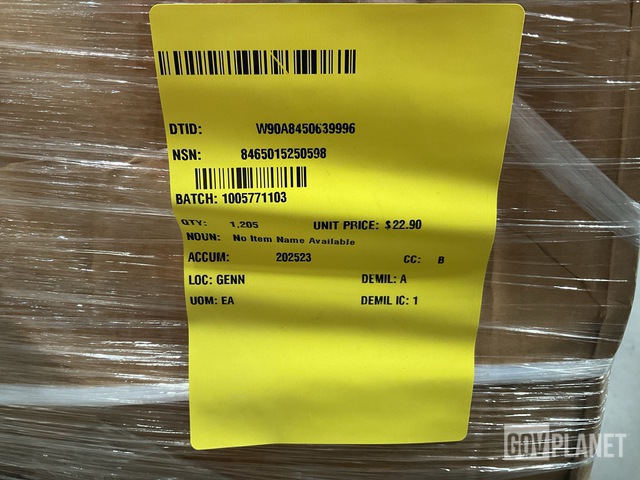 DTID: W90A8450639996
NSN: 8465015250598
BATCH: 1005771103
QTY: 1,205 UNIT PRICE: $22.90
NOUN: No Item Name Available
ACCUM: 202523 CC: B
LOC: GENN DEMIL: A
UOM: EA DEMIL IC: 1
GOVPLANET